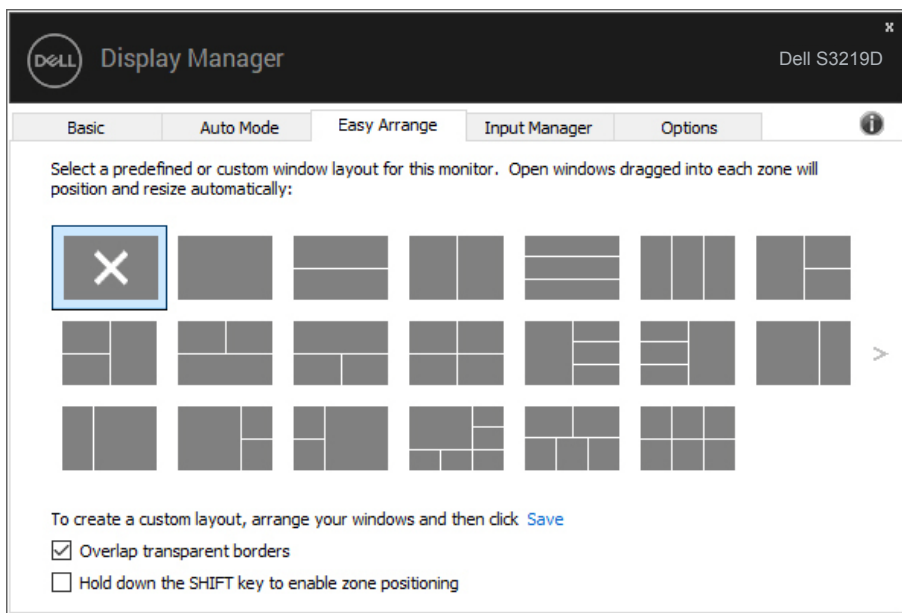 x
DELL Display Manager Dell S3219D
Basic Auto Mode Easy Arrange Input Manager Options i
Select a predefined or custom window layout for this monitor. Open windows dragged into each zone will
position and resize automatically:
>
To create a custom layout, arrange your windows and then click Save
Overlap transparent borders
Hold down the SHIFT key to enable zone positioning